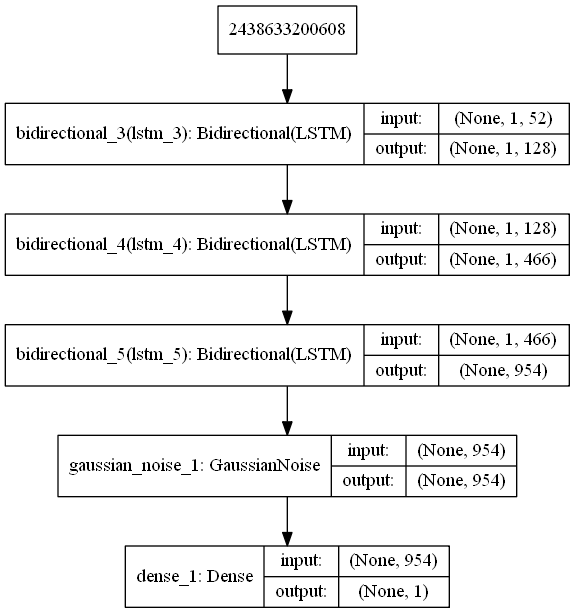 2438633200608
bidirectional_3(lstm_3): Bidirectional(LSTM)
input: (None, 1, 52)
output: (None, 1, 128)
bidirectional_4(lstm_4): Bidirectional(LSTM)
input: (None, 1, 128)
output: (None, 1, 466)
bidirectional_5(lstm_5): Bidirectional(LSTM)
input: (None, 1, 466)
output: (None, 954)
gaussian_noise_1: GaussianNoise
input: (None, 954)
output: (None, 954)
dense_1: Dense
input: (None, 954)
output: (None, 1)